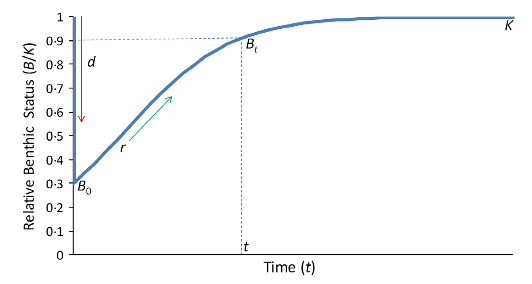 Relative Benthic Status (B/K)
1
0·9
0·8
0·7
0·6
0·5
0·4
0·3
0·2
0·1
0
d
r
B0
Bt
t
K
Time (t)